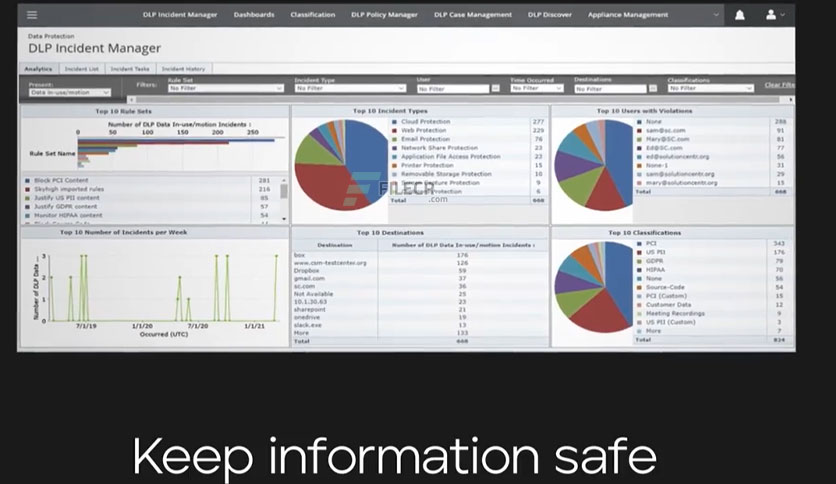 DLP Incident Manager Dashboards Classification DLP Policy Manager DLP Case Management DLP Discover Appliance Management
Data Protection
DLP Incident Manager
Analytics Incident List Incident Tasks Incident History
Present: Filters: Rule Set Incident Type User Time Occurred Destinations Classifications
Data in-use/motion No Filter No Filter No Filter No Filter No Filter No Filter Clear Filte
Top 10 Rule Sets
Number of DLP Data In-use/motion Incidents
0 50 100 150 200 250
Rule Set Name
Block PCI Content 281
Skyhigh imported rules 216
Justify US PII content 85
Justify GDPR content 57
Monitor HIPAA content 54
Top 10 Incident Types
Cloud Protection 277
Web Protection 229
Email Protection 76
Network Share Protection 23
Application File Access Protection 23
Printer Protection 15
Removable Storage Protection 10
9
6
Total 668
FILECR
.com
Top 10 Users with Violations
None 288
sam@sc.com 91
Mary@SC.com 81
Ed@SC.com 77
ed@solutioncentr.org 56
None-1 31
sam@solutioncentr.org 29
mary@solutioncentr.org 15
Total 668
Top 10 Number of Incidents per Week
Number of DLP Data
3
2
1
0
7/1/19 1/1/20 7/1/20 1/1/21
Occurred (UTC)
Top 10 Destinations
Destination Number of DLP Data In-use/motion Incidents
box 176
www.csm-testcenter.org 126
Dropbox 59
gmail.com 37
sc.com 36
Not Available 25
10.1.30.63 23
sharepoint 21
onedrive 19
slack.exe 13
More 133
Total 668
Top 10 Classifications
PCI 343
US PII 176
GDPR 79
HIPAA 70
None 56
Source-Code 54
PCI (Custom) 15
Customer Data 12
Meeting Recordings 9
US PII (Custom) 3
More 7
Total 824
Keep information safe